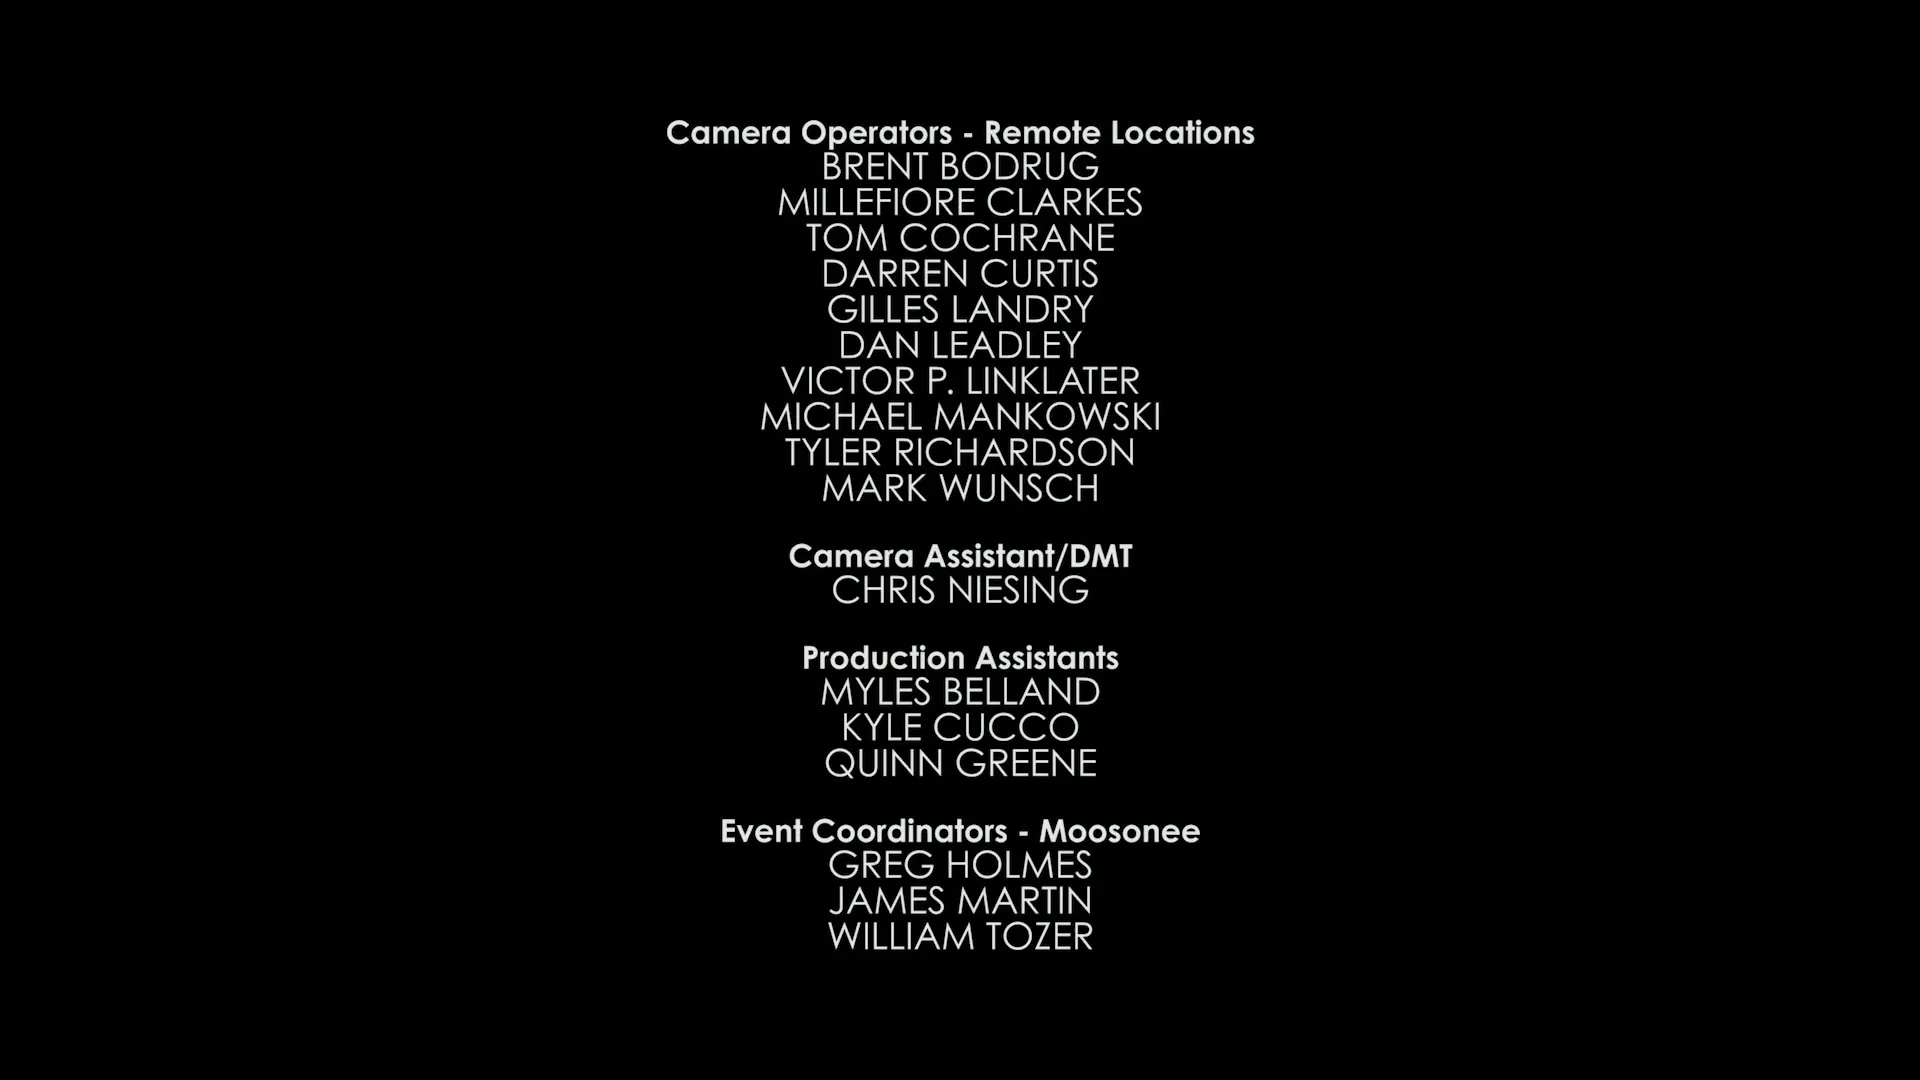 Camera Operators - Remote Locations
BRENT BODRUG
MILLEFIORE CLARKES
TOM COCHRANE
DARREN CURTIS
GILLES LANDRY
DAN LEADLEY
VICTOR P. LINKLATER
MICHAEL MANKOWSKI
TYLER RICHARDSON
MARK WUNSCH
Camera Assistant/DMT
CHRIS NIESING
Production Assistants
MYLES BELLAND
KYLE CUCCO
QUINN GREENE
Event Coordinators - Moosonee
GREG HOLMES
JAMES MARTIN
WILLIAM TOZER